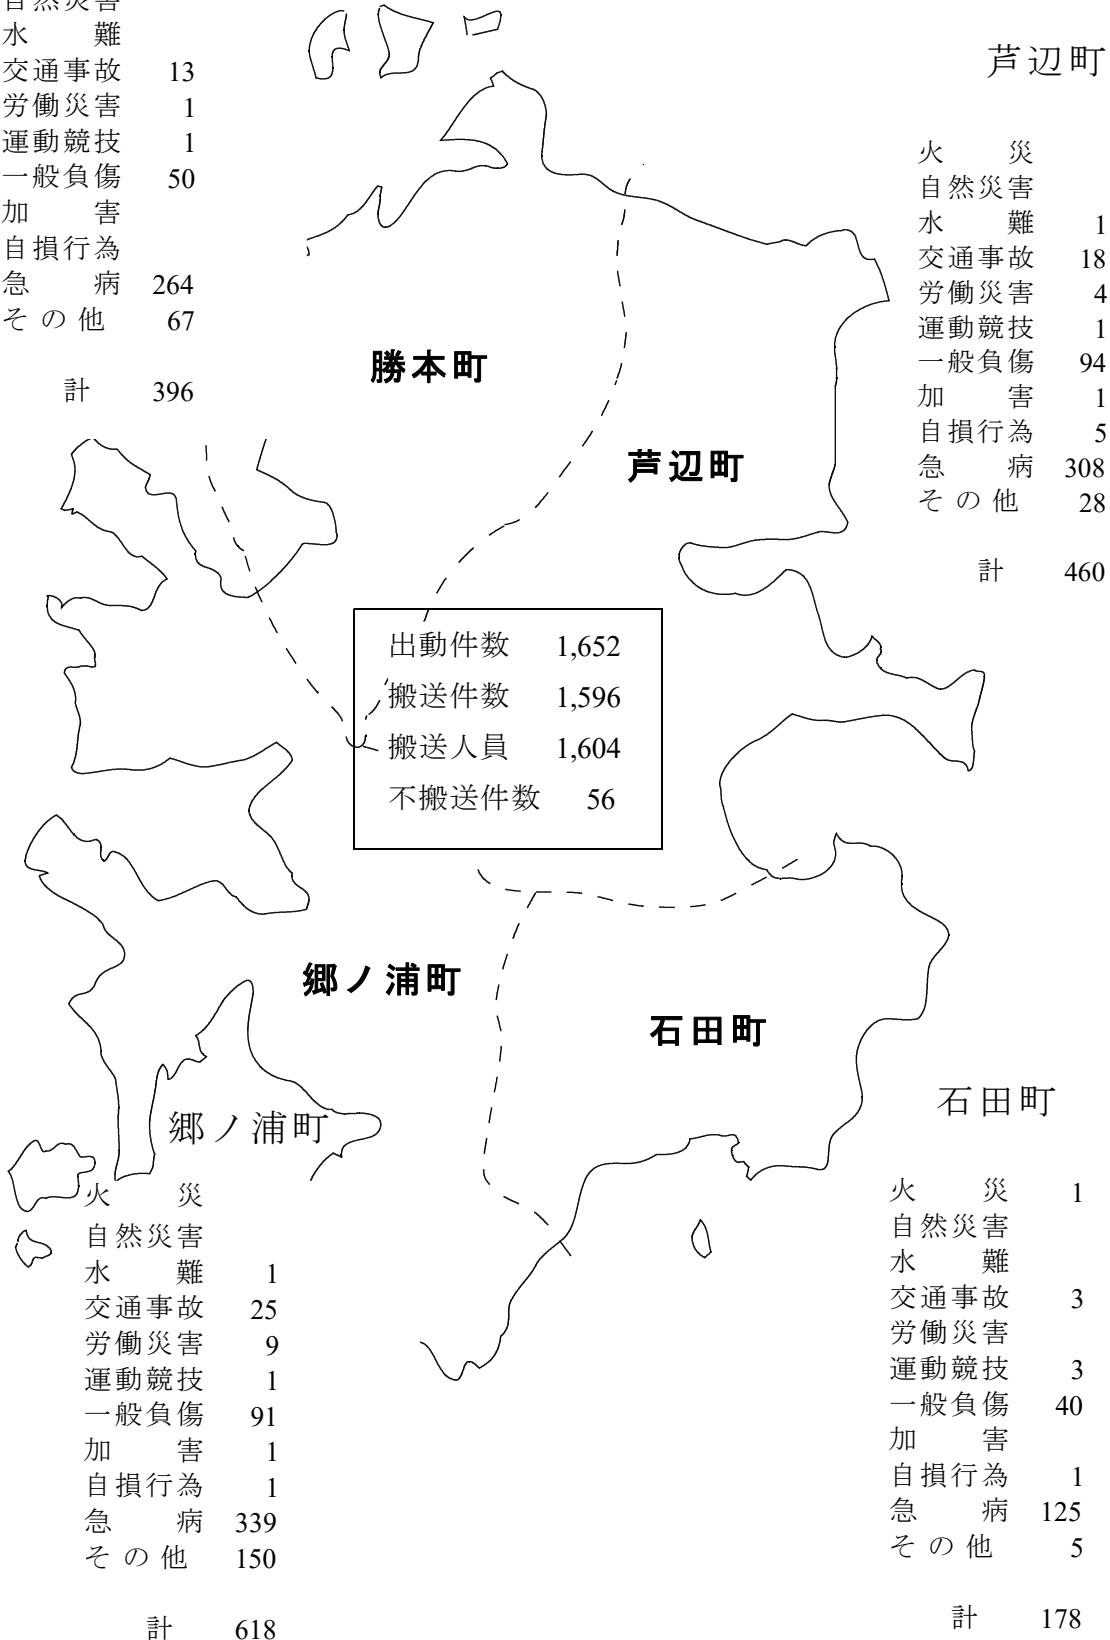 自然災害
水　　難
交通事故 13
労働災害 1
運動競技 1
一般負傷 50
加　　害
自損行為
急　　病 264
その他 67
計 396
芦辺町
火　　災
自然災害
水　　難 1
交通事故 18
労働災害 4
運動競技 1
一般負傷 94
加　　害 1
自損行為 5
急　　病 308
その他 28
計 460
勝本町
芦辺町
出動件数 1,652
搬送件数 1,596
搬送人員 1,604
不搬送件数 56
郷ノ浦町
石田町
郷ノ浦町
火　　災
自然災害
水　　難 1
交通事故 25
労働災害 9
運動競技 1
一般負傷 91
加　　害 1
自損行為 1
急　　病 339
その他 150
計 618
石田町
火　　災 1
自然災害
水　　難
交通事故 3
労働災害
運動競技 3
一般負傷 40
加　　害
自損行為 1
急　　病 125
その他 5
計 178